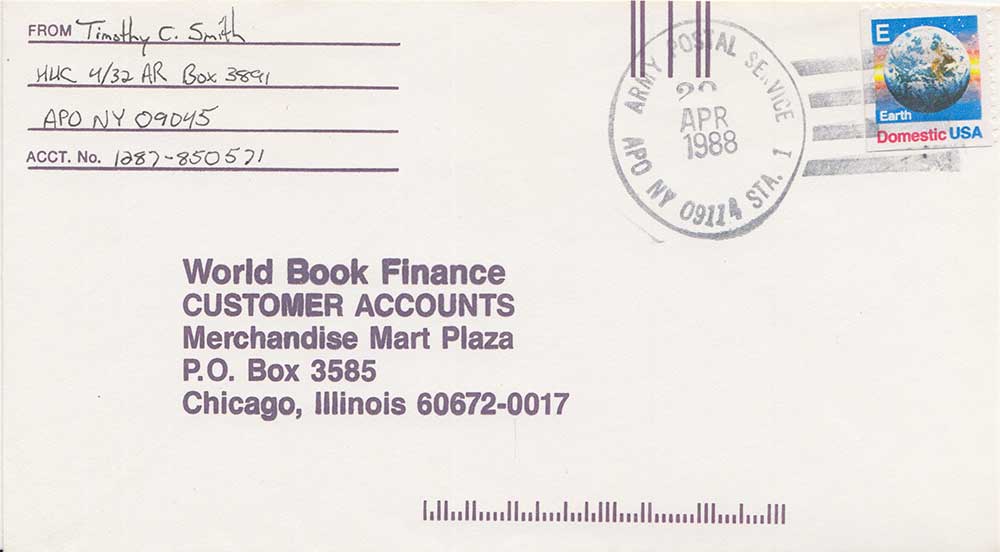 FROM Timothy C. Smith
HHC 4/32 AR Box 3891
APO NY 09045
ACCT. No. 1287-850571
ARMY POSTAL SERVICE
20
APR
1988
APO NY 09114 STA. 1
E
Earth
Domestic USA
World Book Finance
CUSTOMER ACCOUNTS
Merchandise Mart Plaza
P.O. Box 3585
Chicago, Illinois 60672-0017